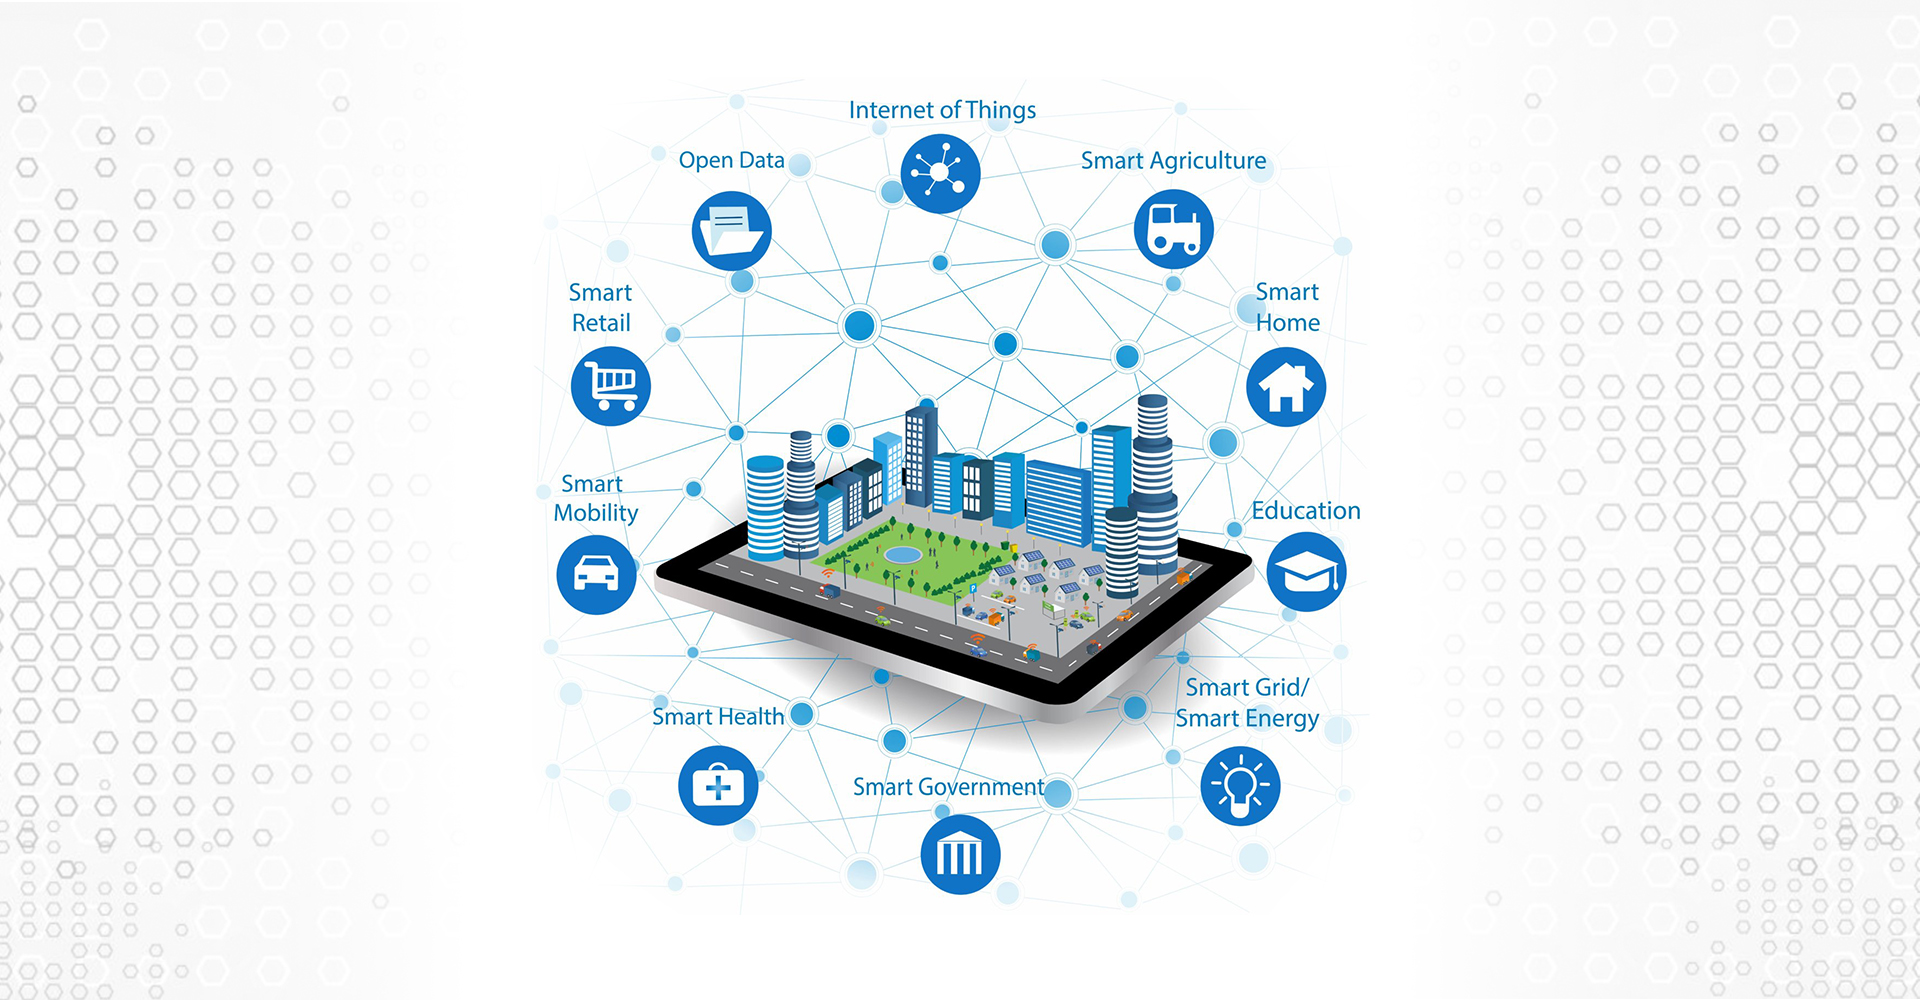 Internet of Things
Open Data
Smart Agriculture
Smart
Retail
Smart
Home
Smart
Mobility
Education
Smart Health
Smart Grid/
Smart Energy
Smart Government
P